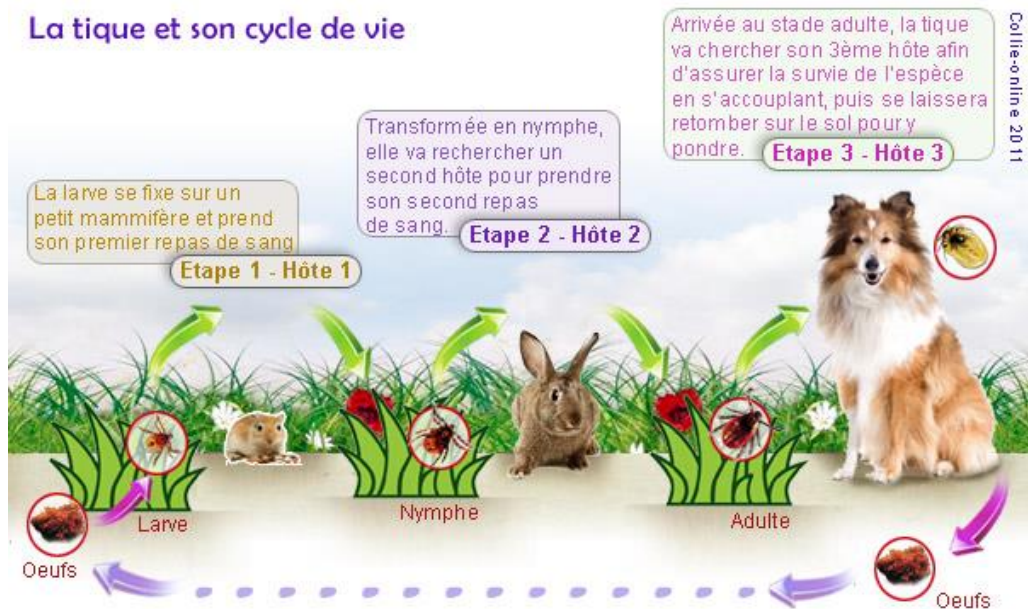 La tique et son cycle de vie
Arrivée au stade adulte, la tique
va chercher son 3ème hôte afin
d'assurer la survie de l'espèce
en s'accouplant, puis se laissera
retomber sur le sol pour y
pondre.
Etape 3 - Hôte 3
Collie-online 2011
Transformée en nymphe,
elle va rechercher un
second hôte pour prendre
son second repas
de sang.
Etape 2 - Hôte 2
La larve se fixe sur un
petit mammifère et prend
son premier repas de sang
Etape 1 - Hôte 1
Larve
Nymphe
Adulte
Oeufs
Oeufs